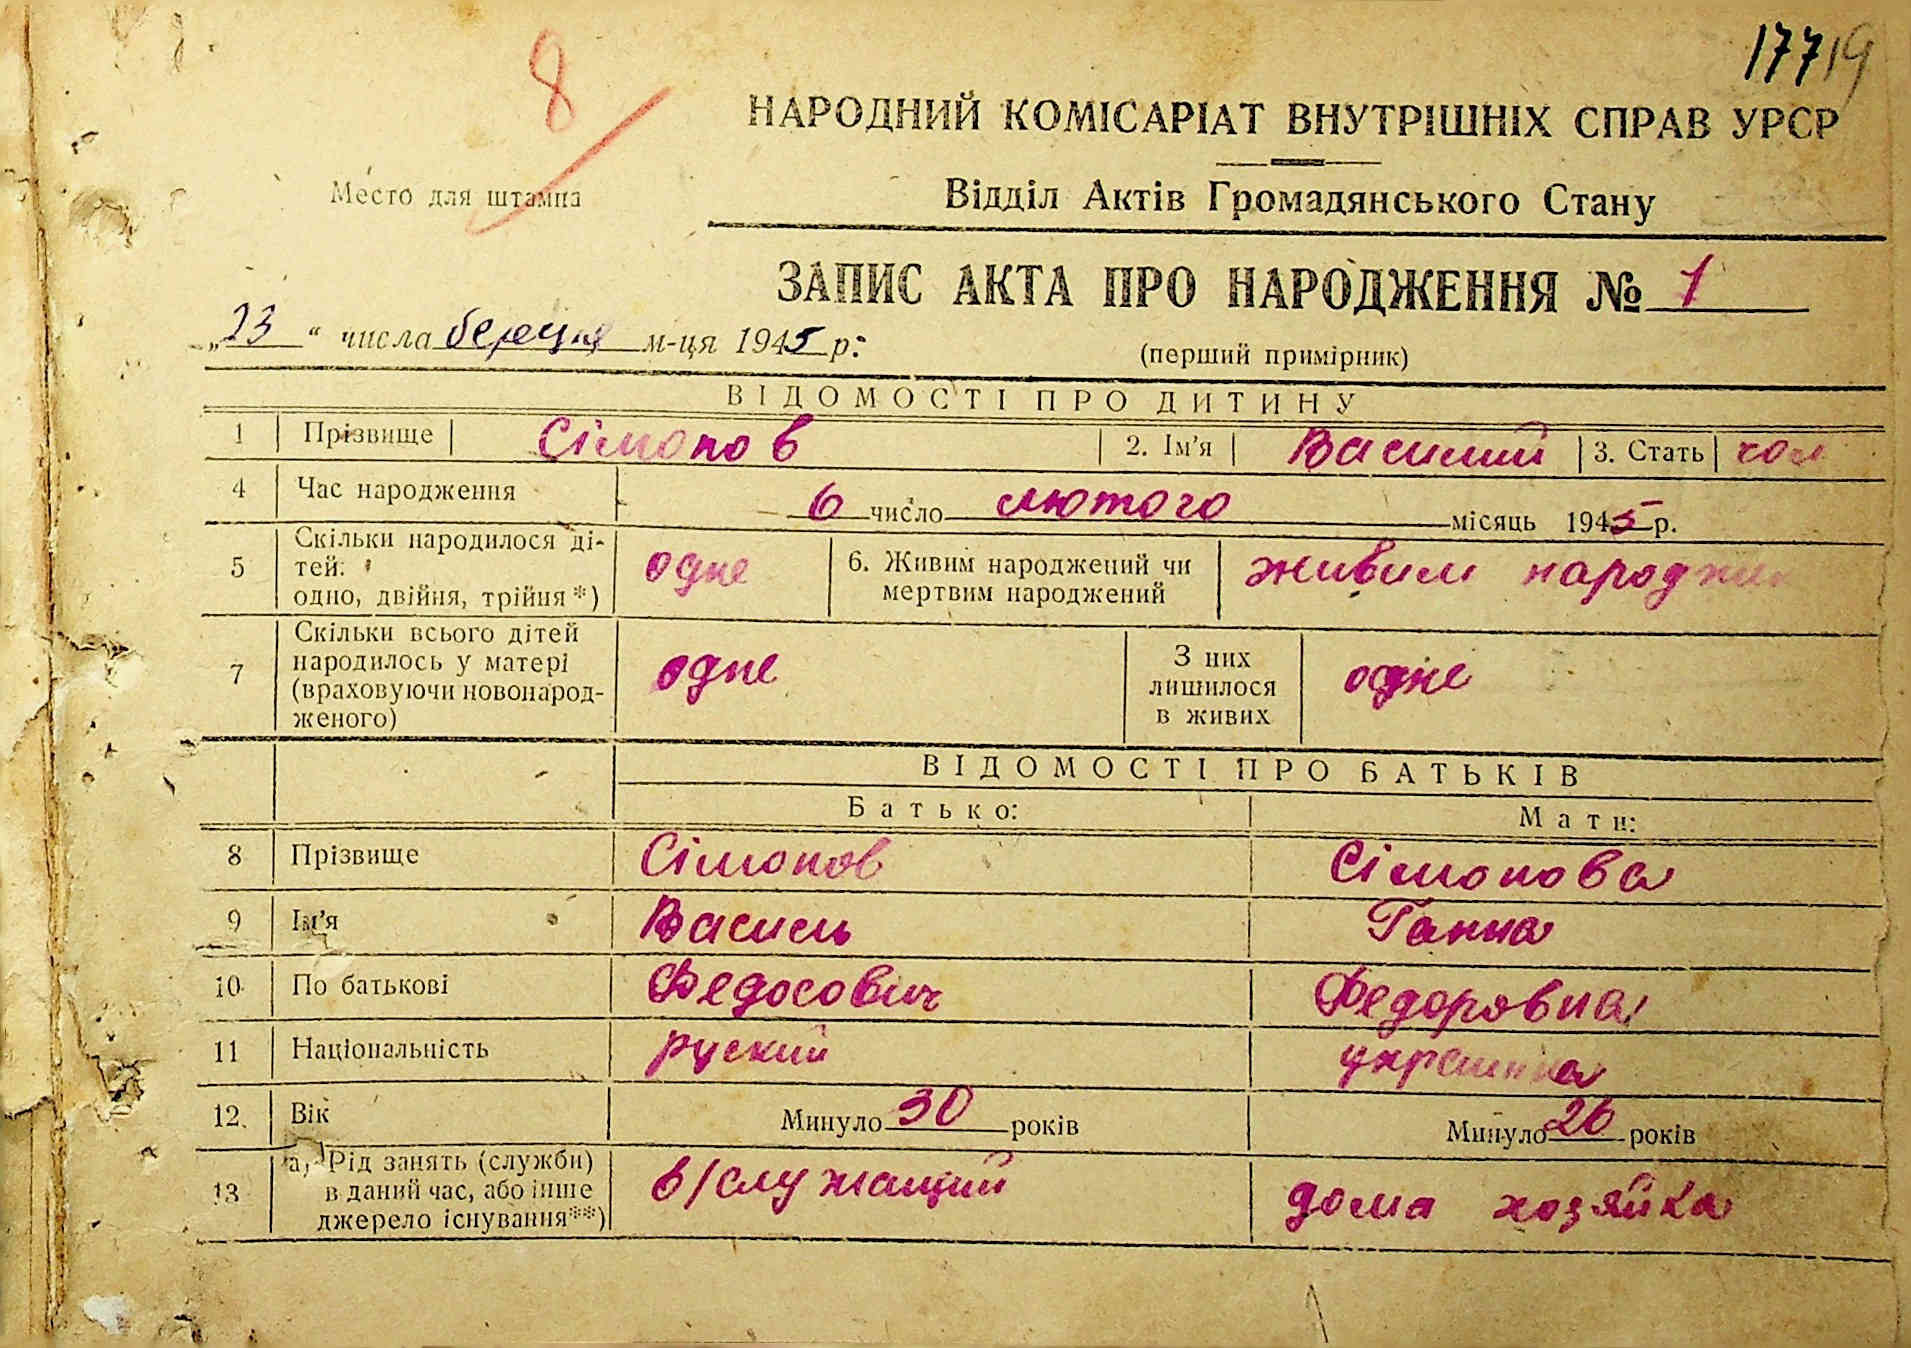 8
17719
НАРОДНИЙ КОМІСАРІАТ ВНУТРІШНІХ СПРАВ УРСР
Место для штампа
Відділ Актів Громадянського Стану
ЗАПИС АКТА ПРО НАРОДЖЕННЯ № 1
„23“ числа березня м-ця 1945 р:
(перший примірник)
ВІДОМОСТІ ПРО ДИТИНУ
1 Прізвище Сімонов 2. Ім'я Василий 3. Стать чол
4 Час народження 6 число лютого місяць 1945 р.
5 Скільки народилося ді-
тей:
одно, двійня, трійня *) одне 6. Живим народжений чи
мертвим народжений живим народжен
7 Скільки всього дітей
народилось у матері
(враховуючи новонарод-
женого) одне З них
лишилося
в живих одне
ВІДОМОСТІ ПРО БАТЬКІВ
Батько: Мати:
8 Прізвище Сімонов Сімонова
9 Ім'я Василь Ганна
10 По батькові Федосович Федоровна
11 Національність руский украинка
12. Вік Минуло 30 років Минуло 26 років
13 а) Рід занять (служби)
в даний час, або інше
джерело існування**) в/служащий дома хозяйка